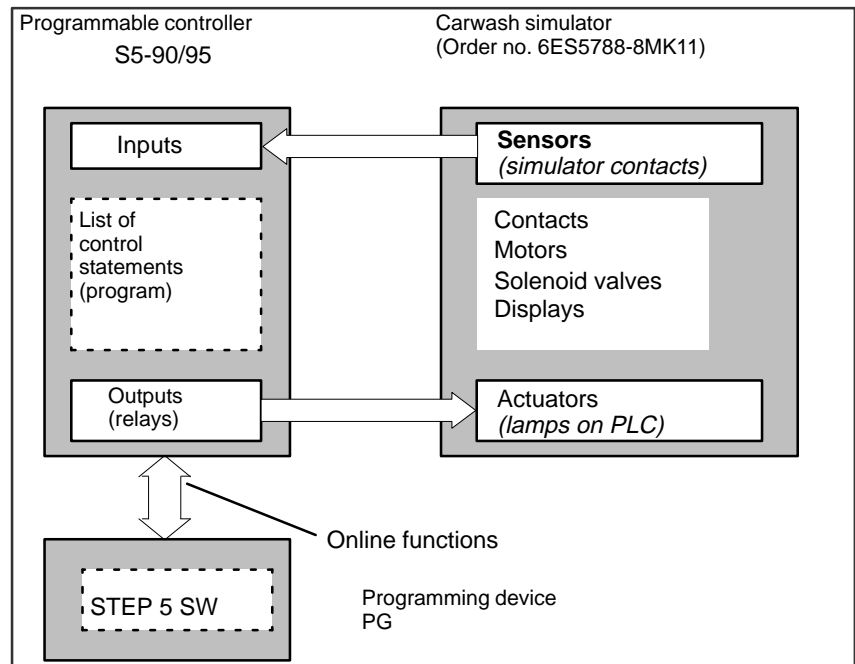 Programmable controller
S5-90/95
Carwash simulator
(Order no. 6ES5788-8MK11)
Inputs
Sensors
(simulator contacts)
List of
control
statements
(program)
Contacts
Motors
Solenoid valves
Displays
Outputs
(relays)
Actuators
(lamps on PLC)
Online functions
STEP 5 SW
Programming device
PG